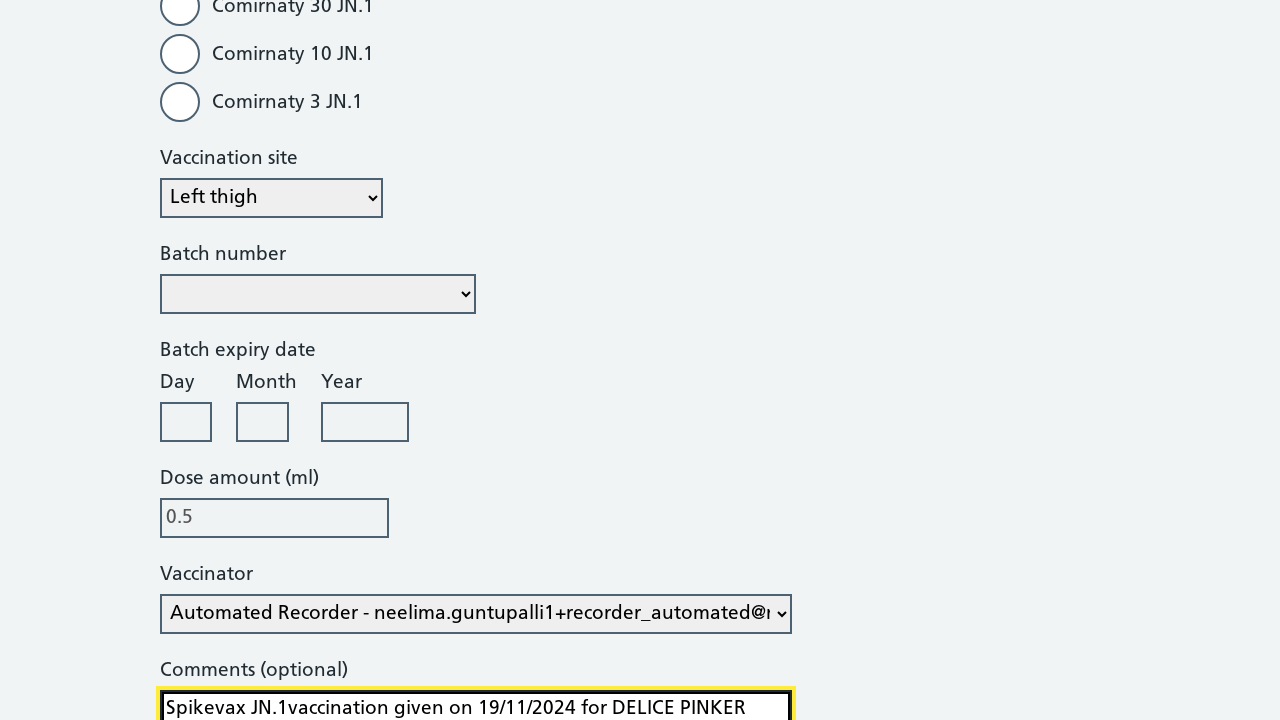 Comirnaty 30 JN.1
Comirnaty 10 JN.1
Comirnaty 3 JN.1
Vaccination site
Left thigh
Batch number
Batch expiry date
Day Month Year
Dose amount (ml)
0.5
Vaccinator
Automated Recorder - neelima.guntupalli1+recorder_automated@
Comments (optional)
Spikevax JN.1vaccination given on 19/11/2024 for DELICE PINKER